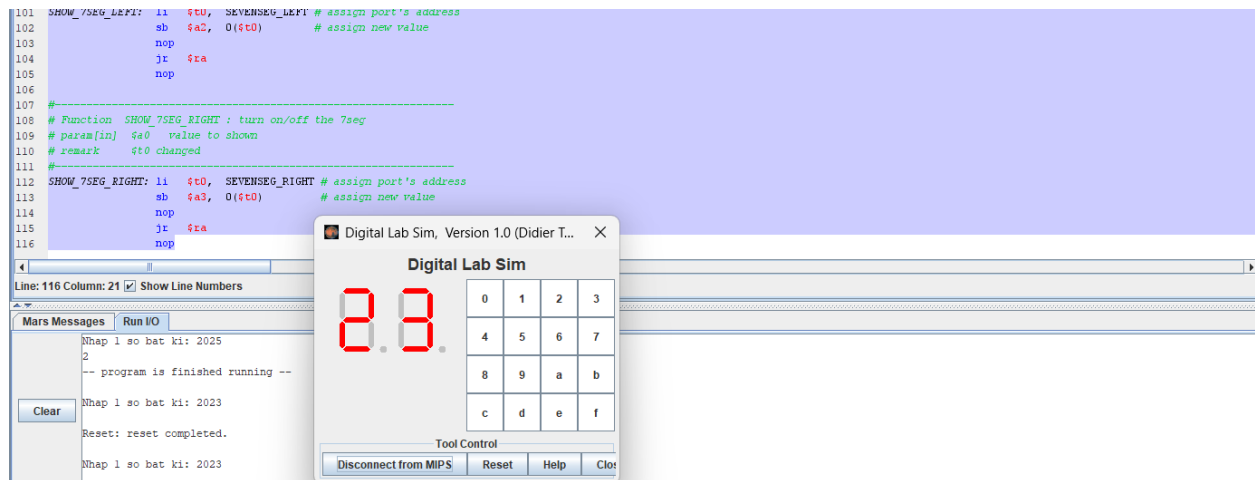 101 SHOW_7SEG_LEFT: li $t0, SEVENSEG_LEFT # assign port's address
102 sb $a2, 0($t0) # assign new value
103 nop
104 jr $ra
105 nop
106
107 #---------------------------------------------------------------
108 # Function SHOW_7SEG_RIGHT : turn on/off the 7seg
109 # param[in] $a0 value to shown
110 # remark $t0 changed
111 #---------------------------------------------------------------
112 SHOW_7SEG_RIGHT: li $t0, SEVENSEG_RIGHT # assign port's address
113 sb $a3, 0($t0) # assign new value
114 nop
115 jr $ra
116 nop
Line: 116 Column: 21 Show Line Numbers
Mars Messages Run I/O
Nhap 1 so bat ki: 2025
2
-- program is finished running --
Nhap 1 so bat ki: 2023
Reset: reset completed.
Nhap 1 so bat ki: 2023
Clear
Digital Lab Sim, Version 1.0 (Didier T...
Digital Lab Sim
23
0 1 2 3
4 5 6 7
8 9 a b
c d e f
Tool Control
Disconnect from MIPS Reset Help Clos